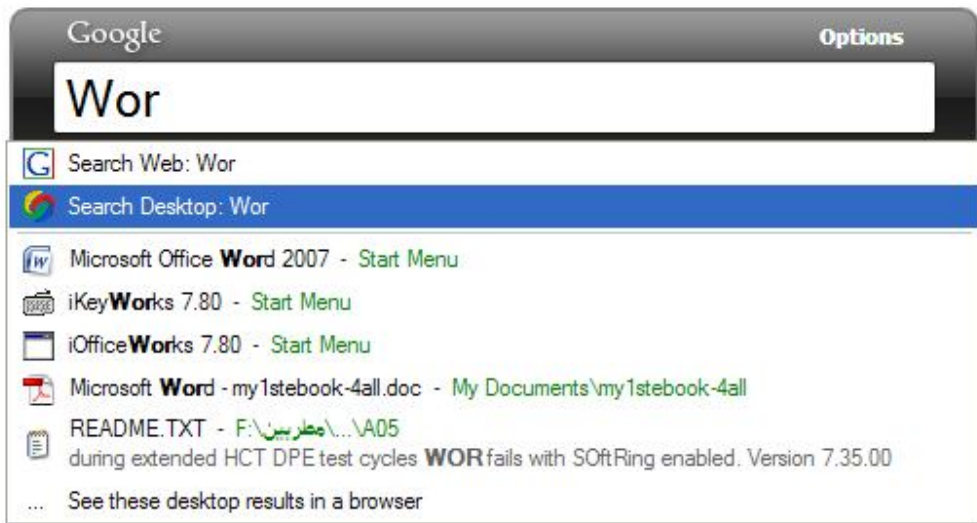 Google
Options
Wor
Search Web: Wor
Search Desktop: Wor
Microsoft Office Word 2007 - Start Menu
iKeyWorks 7.80 - Start Menu
iOfficeWorks 7.80 - Start Menu
Microsoft Word - my1stebook-4all.doc - My Documents\my1stebook-4all
README.TXT - F:\مطربين\...\A05
during extended HCT DPE test cycles WOR fails with SOftRing enabled. Version 7.35.00
... See these desktop results in a browser